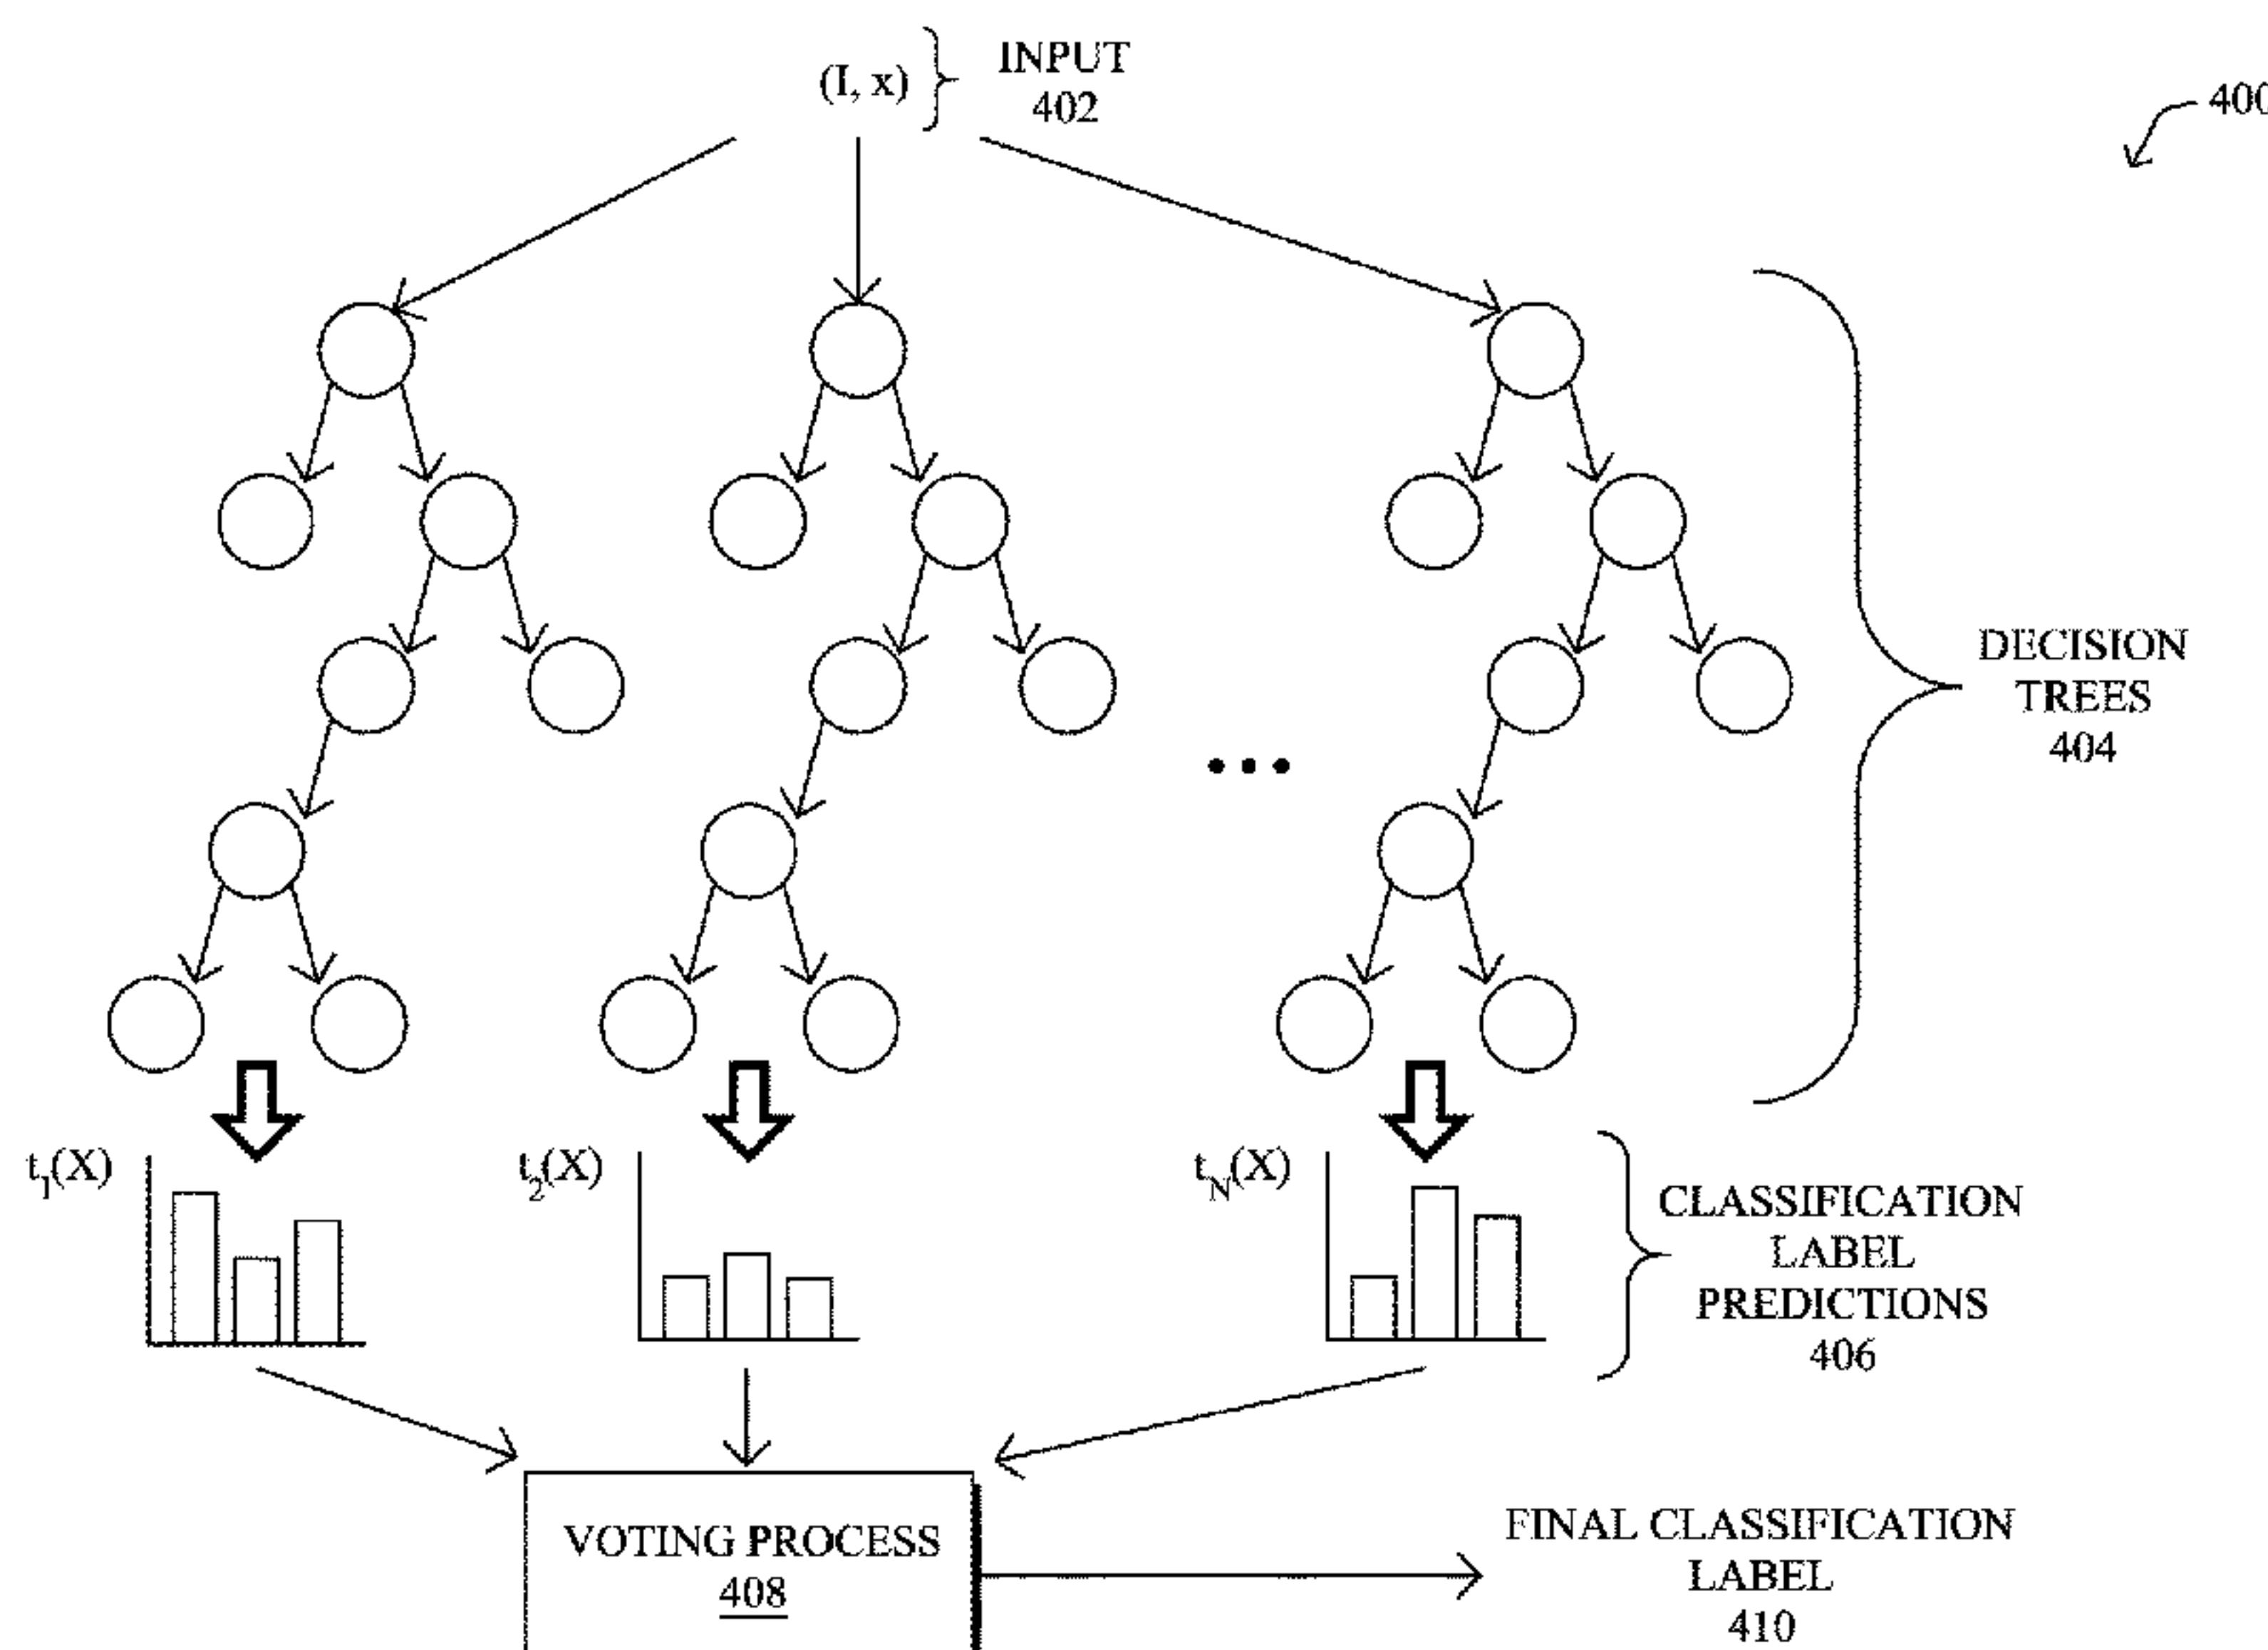 (I, x)
INPUT
402
400
DECISION
TREES
404
t1(X)
t2(X)
tN(X)
CLASSIFICATION
LABEL
PREDICTIONS
406
VOTING PROCESS
408
FINAL CLASSIFICATION
LABEL
410